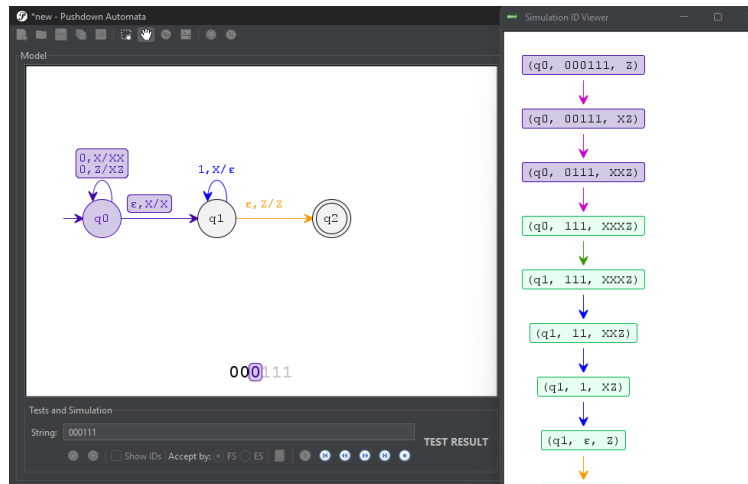 *new - Pushdown Automata
Simulation ID Viewer
Model
0,X/XX
0,Z/XZ
ε,X/X
1,X/ε
ε,Z/Z
q0
q1
q2
000111
Tests and Simulation
String: 000111
Show IDs Accept by: FS ES
TEST RESULT
(q0, 000111, Z)
(q0, 00111, XZ)
(q0, 0111, XXZ)
(q0, 111, XXXZ)
(q1, 111, XXXZ)
(q1, 11, XXZ)
(q1, 1, XZ)
(q1, ε, Z)